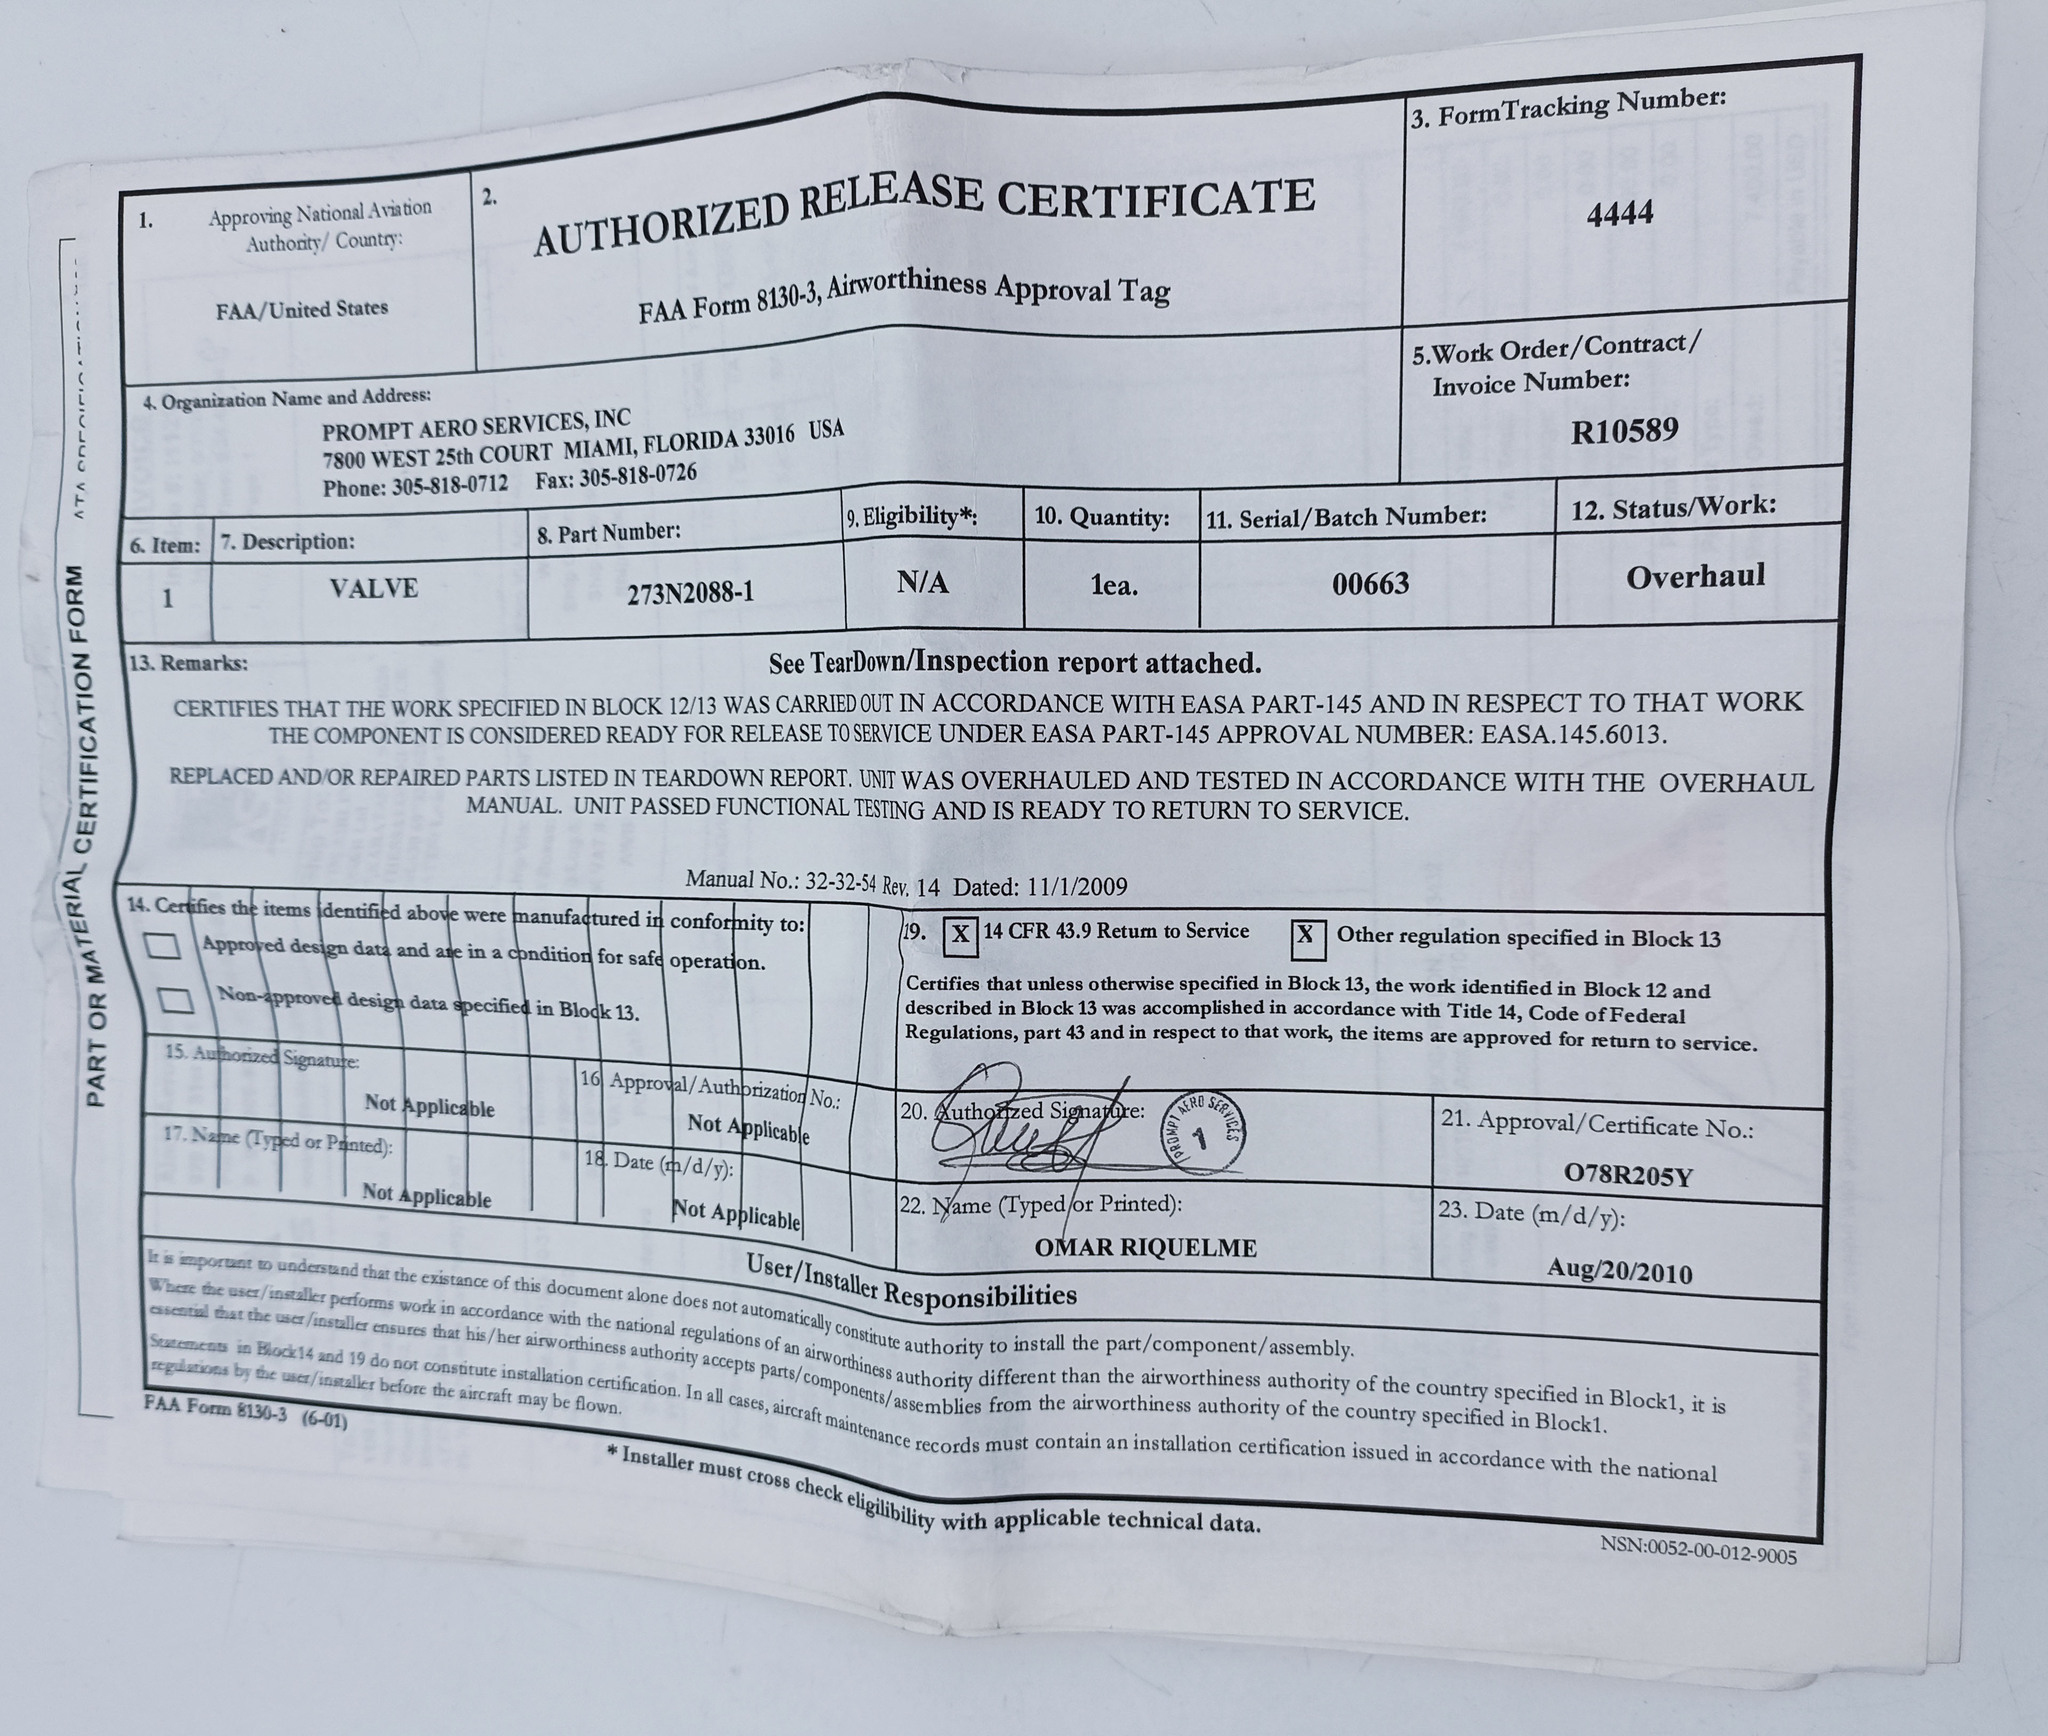 3. FormTracking Number:
4444
1. Approving National Aviation
Authority/ Country:
FAA/United States
2.
AUTHORIZED RELEASE CERTIFICATE
FAA Form 8130-3, Airworthiness Approval Tag
4. Organization Name and Address:
PROMPT AERO SERVICES, INC
7800 WEST 25th COURT MIAMI, FLORIDA 33016 USA
Phone: 305-818-0712 Fax: 305-818-0726
5.Work Order/Contract/
Invoice Number:
R10589
6. Item: 7. Description: 8. Part Number: 9. Eligibility*: 10. Quantity: 11. Serial/Batch Number: 12. Status/Work:
1 VALVE 273N2088-1 N/A 1ea. 00663 Overhaul
13. Remarks: See TearDown/Inspection report attached.
CERTIFIES THAT THE WORK SPECIFIED IN BLOCK 12/13 WAS CARRIED OUT IN ACCORDANCE WITH EASA PART-145 AND IN RESPECT TO THAT WORK
THE COMPONENT IS CONSIDERED READY FOR RELEASE TO SERVICE UNDER EASA PART-145 APPROVAL NUMBER: EASA.145.6013.
REPLACED AND/OR REPAIRED PARTS LISTED IN TEARDOWN REPORT. UNIT WAS OVERHAULED AND TESTED IN ACCORDANCE WITH THE OVERHAUL
MANUAL. UNIT PASSED FUNCTIONAL TESTING AND IS READY TO RETURN TO SERVICE.
Manual No.: 32-32-54 Rev. 14 Dated: 11/1/2009
14. Certifies the items identified above were manufactured in conformity to:
Approved design data and are in a condition for safe operation.
Non-approved design data specified in Block 13.
15. Authorized Signature:
Not Applicable
16 Approval/Authorization No.:
Not Applicable
17. Name (Typed or Printed):
Not Applicable
18. Date (m/d/y):
Not Applicable
19. X 14 CFR 43.9 Return to Service X Other regulation specified in Block 13
Certifies that unless otherwise specified in Block 13, the work identified in Block 12 and
described in Block 13 was accomplished in accordance with Title 14, Code of Federal
Regulations, part 43 and in respect to that work, the items are approved for return to service.
20. Authorized Signature:
PROMPT AERO SERVICES
1
21. Approval/Certificate No.:
O78R205Y
22. Name (Typed or Printed):
OMAR RIQUELME
23. Date (m/d/y):
Aug/20/2010
User/Installer Responsibilities
It is important to understand that the existance of this document alone does not automatically constitute authority to install the part/component/assembly.
Where the user/installer performs work in accordance with the national regulations of an airworthiness authority different than the airworthiness authority of the country specified in Block1, it is
essential that the user/installer ensures that his/her airworthiness authority accepts parts/components/assemblies from the airworthiness authority of the country specified in Block1.
Statements in Block14 and 19 do not constitute installation certification. In all cases, aircraft maintenance records must contain an installation certification issued in accordance with the national
regulations by the user/installer before the aircraft may be flown.
FAA Form 8130-3 (6-01)
* Installer must cross check eligilibility with applicable technical data.
NSN:0052-00-012-9005
PART OR MATERIAL CERTIFICATION FORM